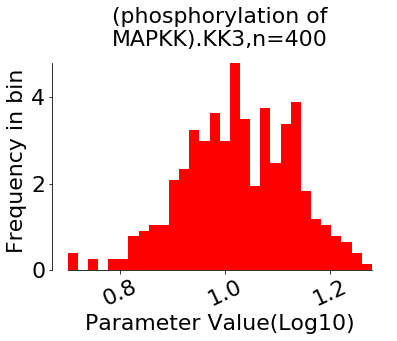 (phosphorylation of
MAPKK).KK3,n=400
Frequency in bin
4
2
0
0.8
1.0
1.2
Parameter Value(Log10)